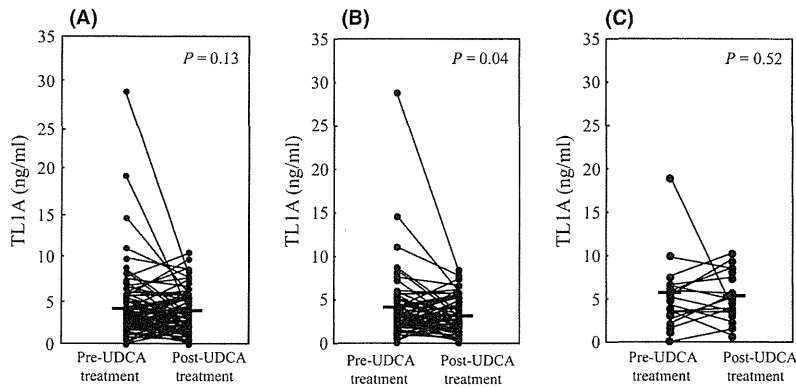 (A)
(B)
(C)
35
30
25
20
15
10
5
0
TL1A (ng/ml)
P = 0.13
Pre-UDCA
treatment
Post-UDCA
treatment
35
30
25
20
15
10
5
0
TL1A (ng/ml)
P = 0.04
Pre-UDCA
treatment
Post-UDCA
treatment
35
30
25
20
15
10
5
0
TL1A (ng/ml)
P = 0.52
Pre-UDCA
treatment
Post-UDCA
treatment